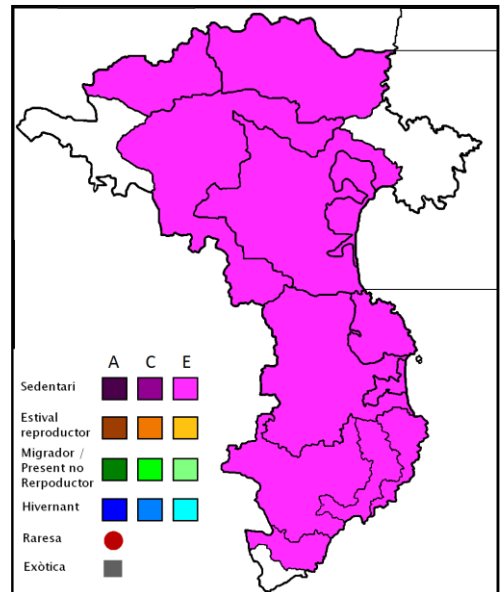 A C E
Sedentari
Estival
reproductor
Migrador /
Present no
Rerpoductor
Hivernant
Raresa
Exòtica